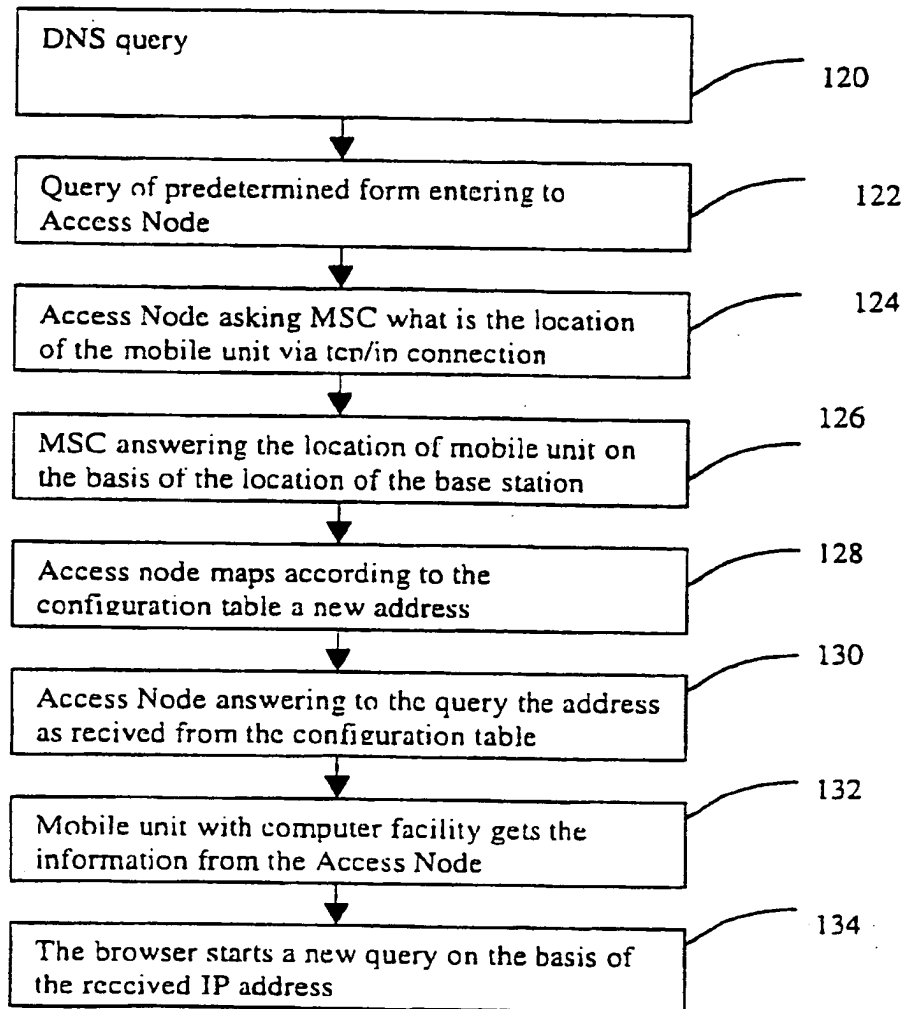 DNS query
120
Query of predetermined form entering to
Access Node
122
Access Node asking MSC what is the location
of the mobile unit via tcp/ip connection
124
MSC answering the location of mobile unit on
the basis of the location of the base station
126
Access node maps according to the
configuration table a new address
128
Access Node answering to the query the address
as recived from the configuration table
130
Mobile unit with computer facility gets the
information from the Access Node
132
The browser starts a new query on the basis of
the received IP address
134